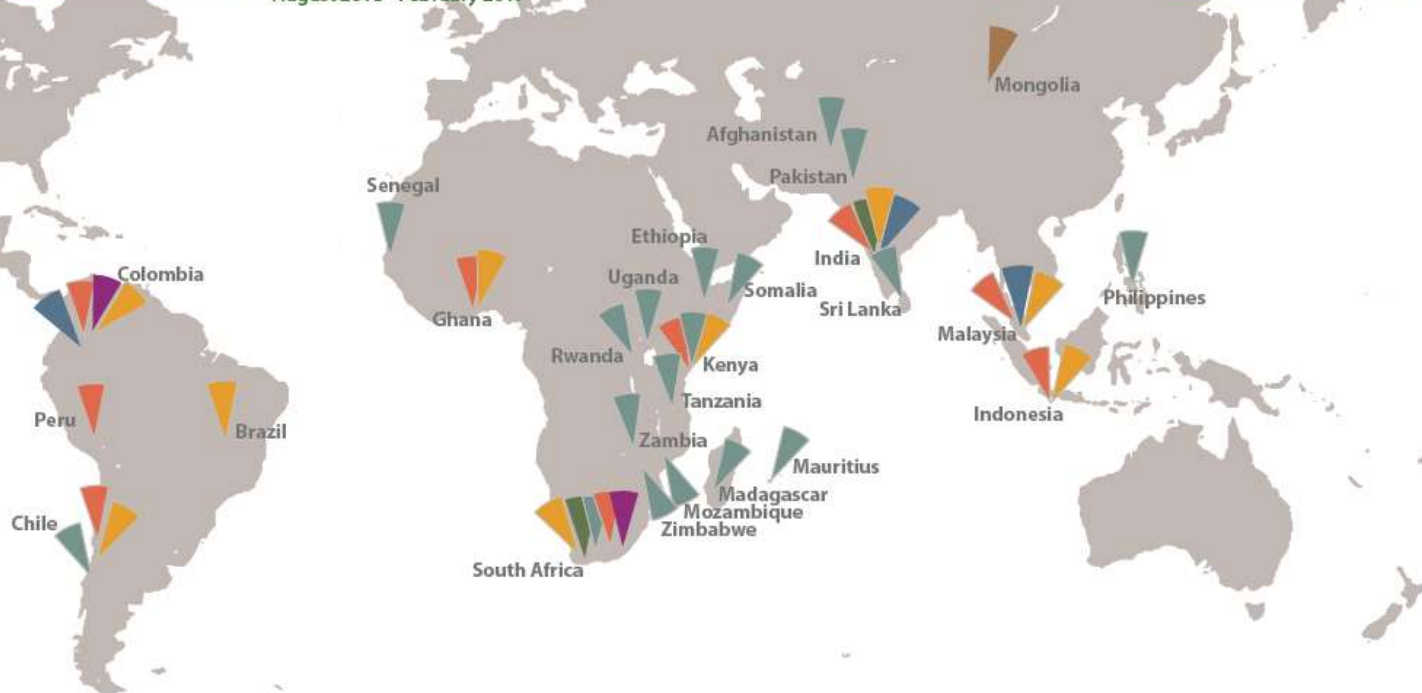 Mongolia
Afghanistan
Pakistan
Senegal
Ethiopia
India
Colombia
Uganda
Somalia
Sri Lanka
Philippines
Ghana
Malaysia
Rwanda
Kenya
Tanzania
Indonesia
Peru
Brazil
Zambia
Mauritius
Madagascar
Mozambique
Chile
Zimbabwe
South Africa